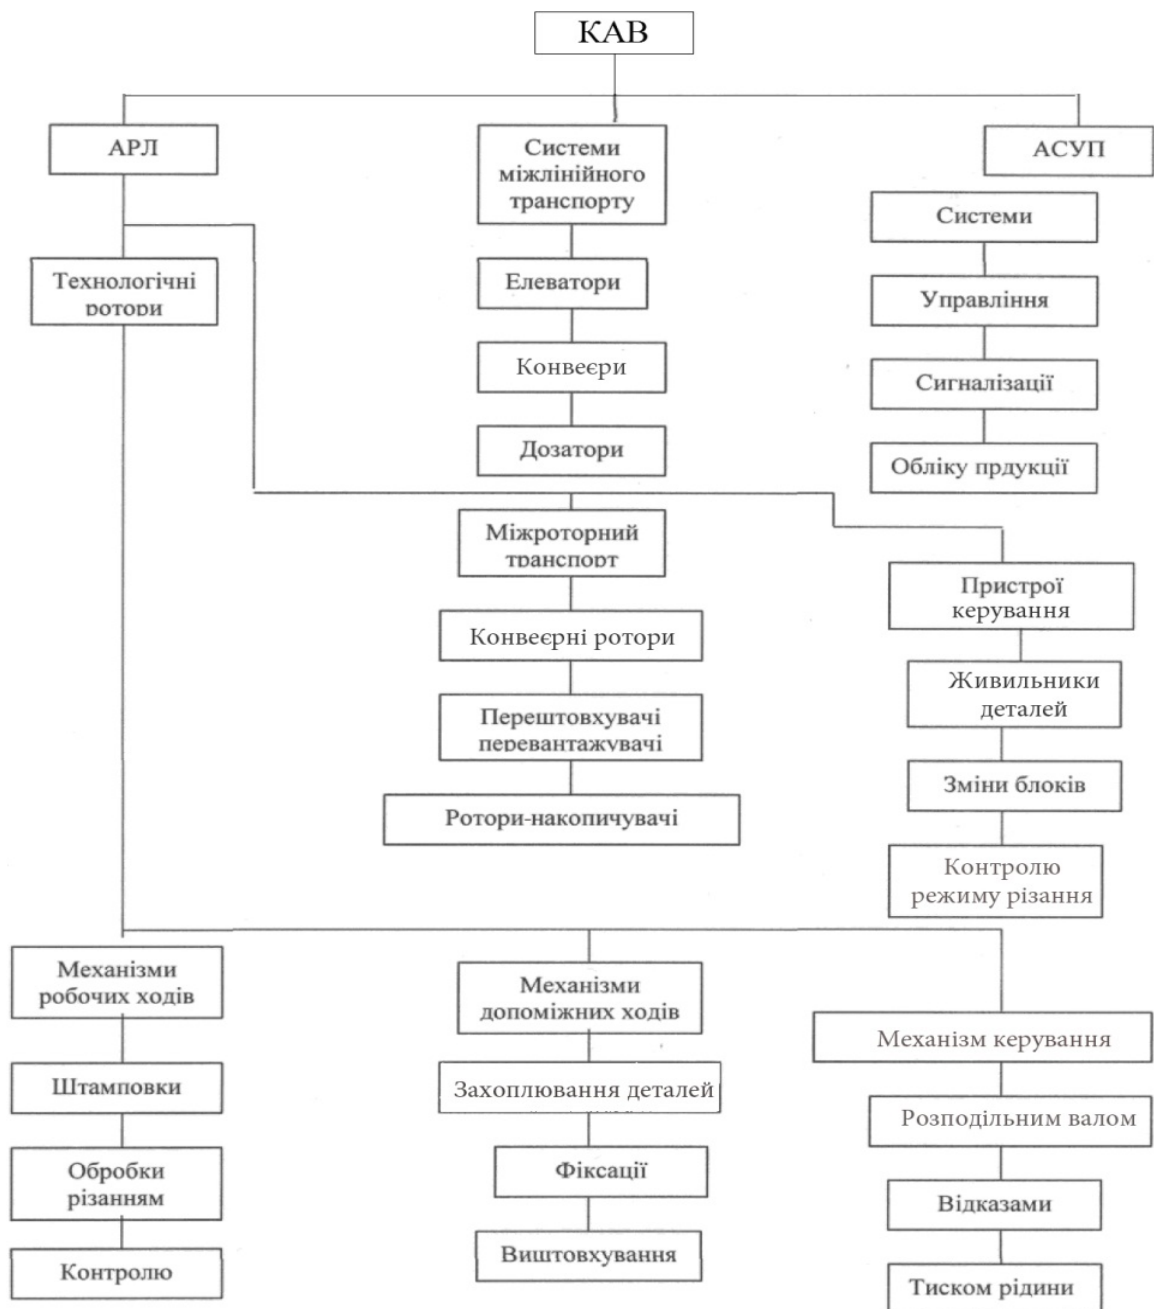 КАВ
АРЛ
Системи
міжлінійного
транспорту
АСУП
Системи
Технологічні
ротори
Елеватори
Управління
Конвеєри
Сигналізації
Дозатори
Обліку прдукції
Міжроторний
транспорт
Пристрої
керування
Конвеєрні ротори
Живильники
деталей
Перештовхувачі
перевантажувачі
Зміни блоків
Ротори-накопичувачі
Контролю
режиму різання
Механізми
робочих ходів
Механізми
допоміжних ходів
Механізм керування
Штамповки
Захоплювання деталей
Розподільним валом
Обробки
різанням
Фіксації
Відказами
Контролю
Виштовхування
Тиском рідини